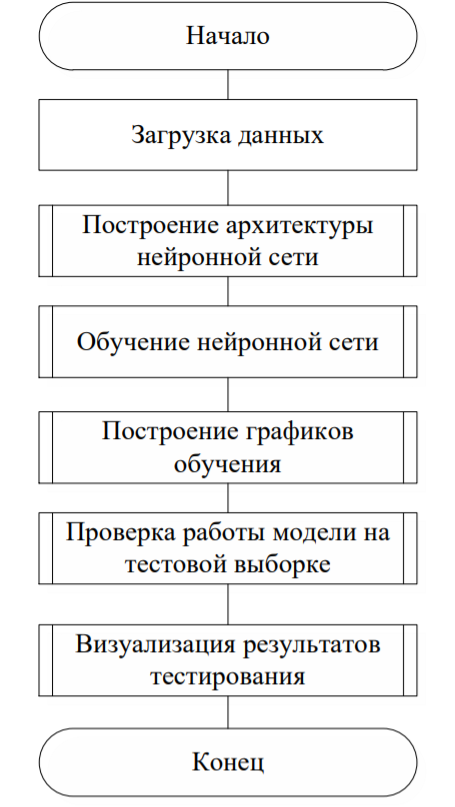 Начало
Загрузка данных
Построение архитектуры
нейронной сети
Обучение нейронной сети
Построение графиков
обучения
Проверка работы модели на
тестовой выборке
Визуализация результатов
тестирования
Конец